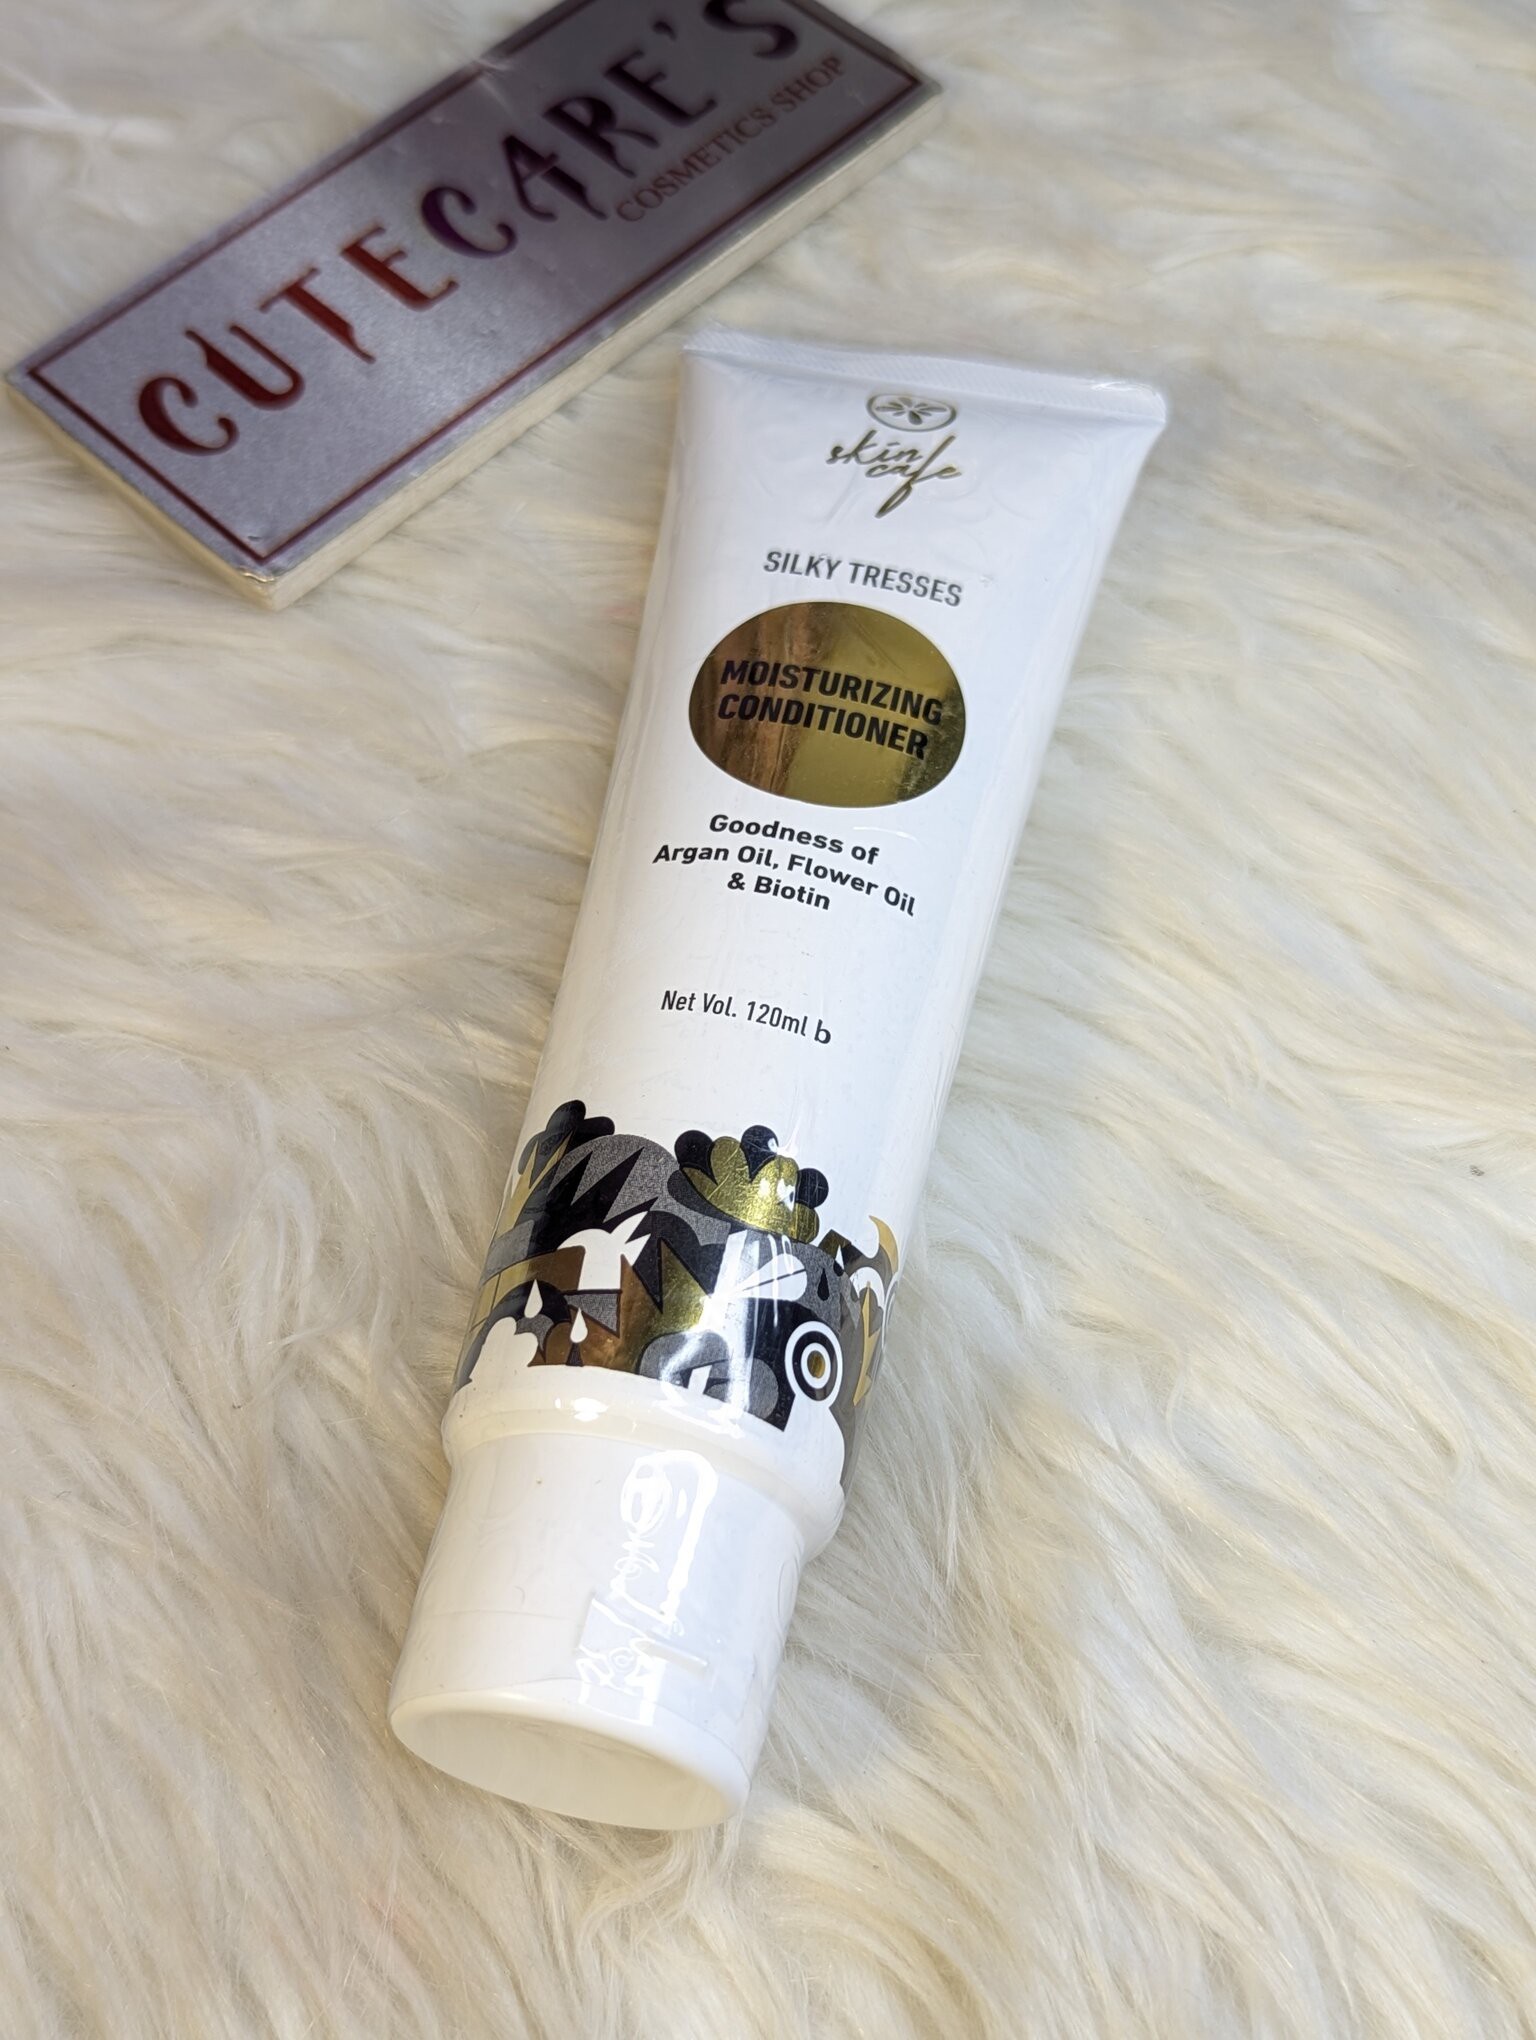 CUTECARE'S
COSMETICS SHOP
skin
cafe
SILKY TRESSES
MOISTURIZING
CONDITIONER
Goodness of
Argan Oil, Flower Oil
& Biotin
Net Vol. 120ml b